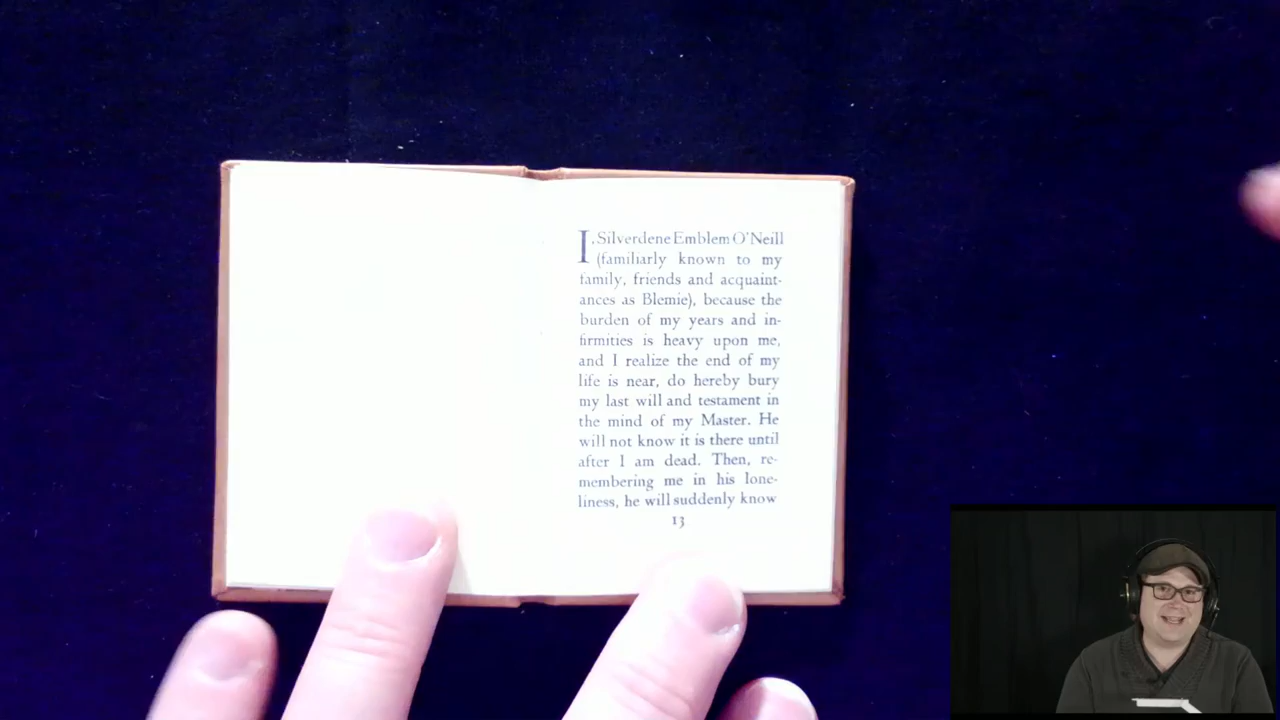 I, Silverdene Emblem O'Neill
(familiarly known to my
family, friends and acquaint-
ances as Blemie), because the
burden of my years and in-
firmities is heavy upon me,
and I realize the end of my
life is near, do hereby bury
my last will and testament in
the mind of my Master. He
will not know it is there until
after I am dead. Then, re-
membering me in his lone-
liness, he will suddenly know
13